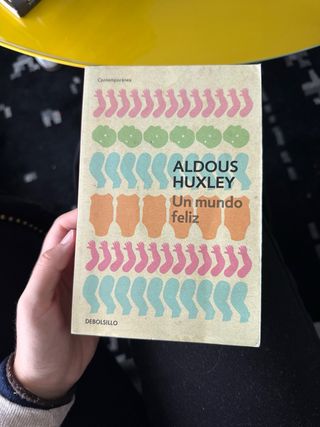 Contemporánea
ALDOUS
HUXLEY
Un mundo
feliz
DEBOLSILLO